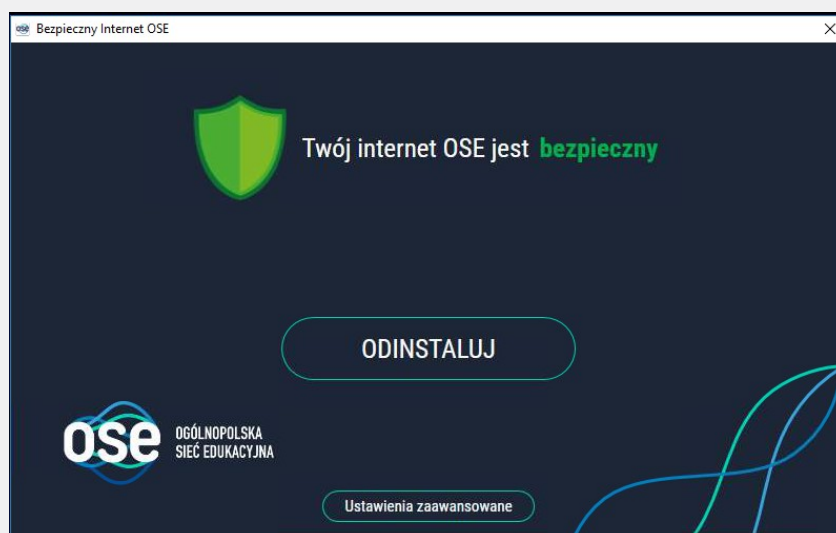 Bezpieczny Internet OSE
Twój internet OSE jest bezpieczny
ODINSTALUJ
ose OGÓLNOPOLSKA
SIEĆ EDUKACYJNA
Ustawienia zaawansowane